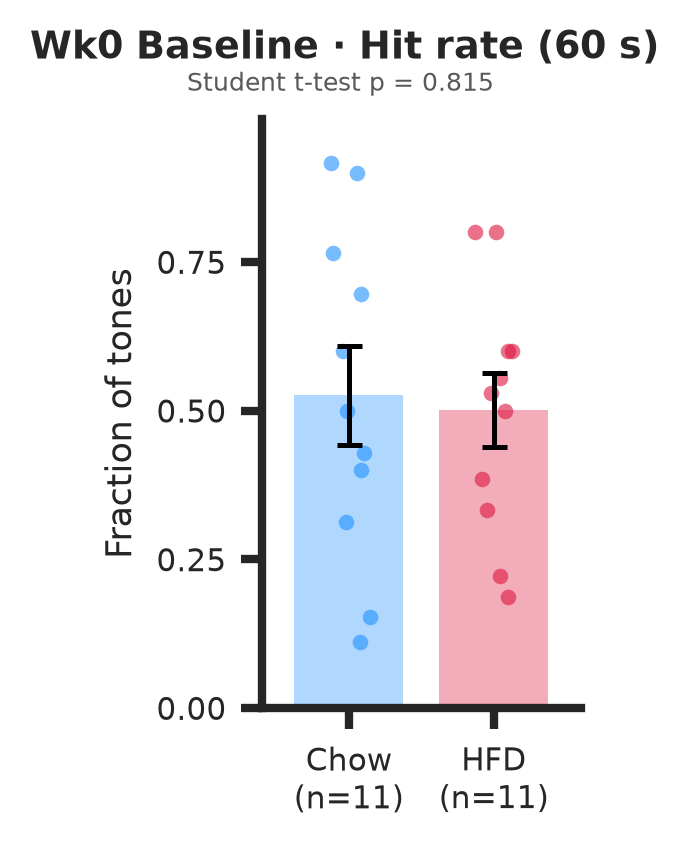 Wk0 Baseline · Hit rate (60 s)
Student t-test p = 0.815
Fraction of tones
0.75
0.50
0.25
0.00
Chow
(n=11)
HFD
(n=11)